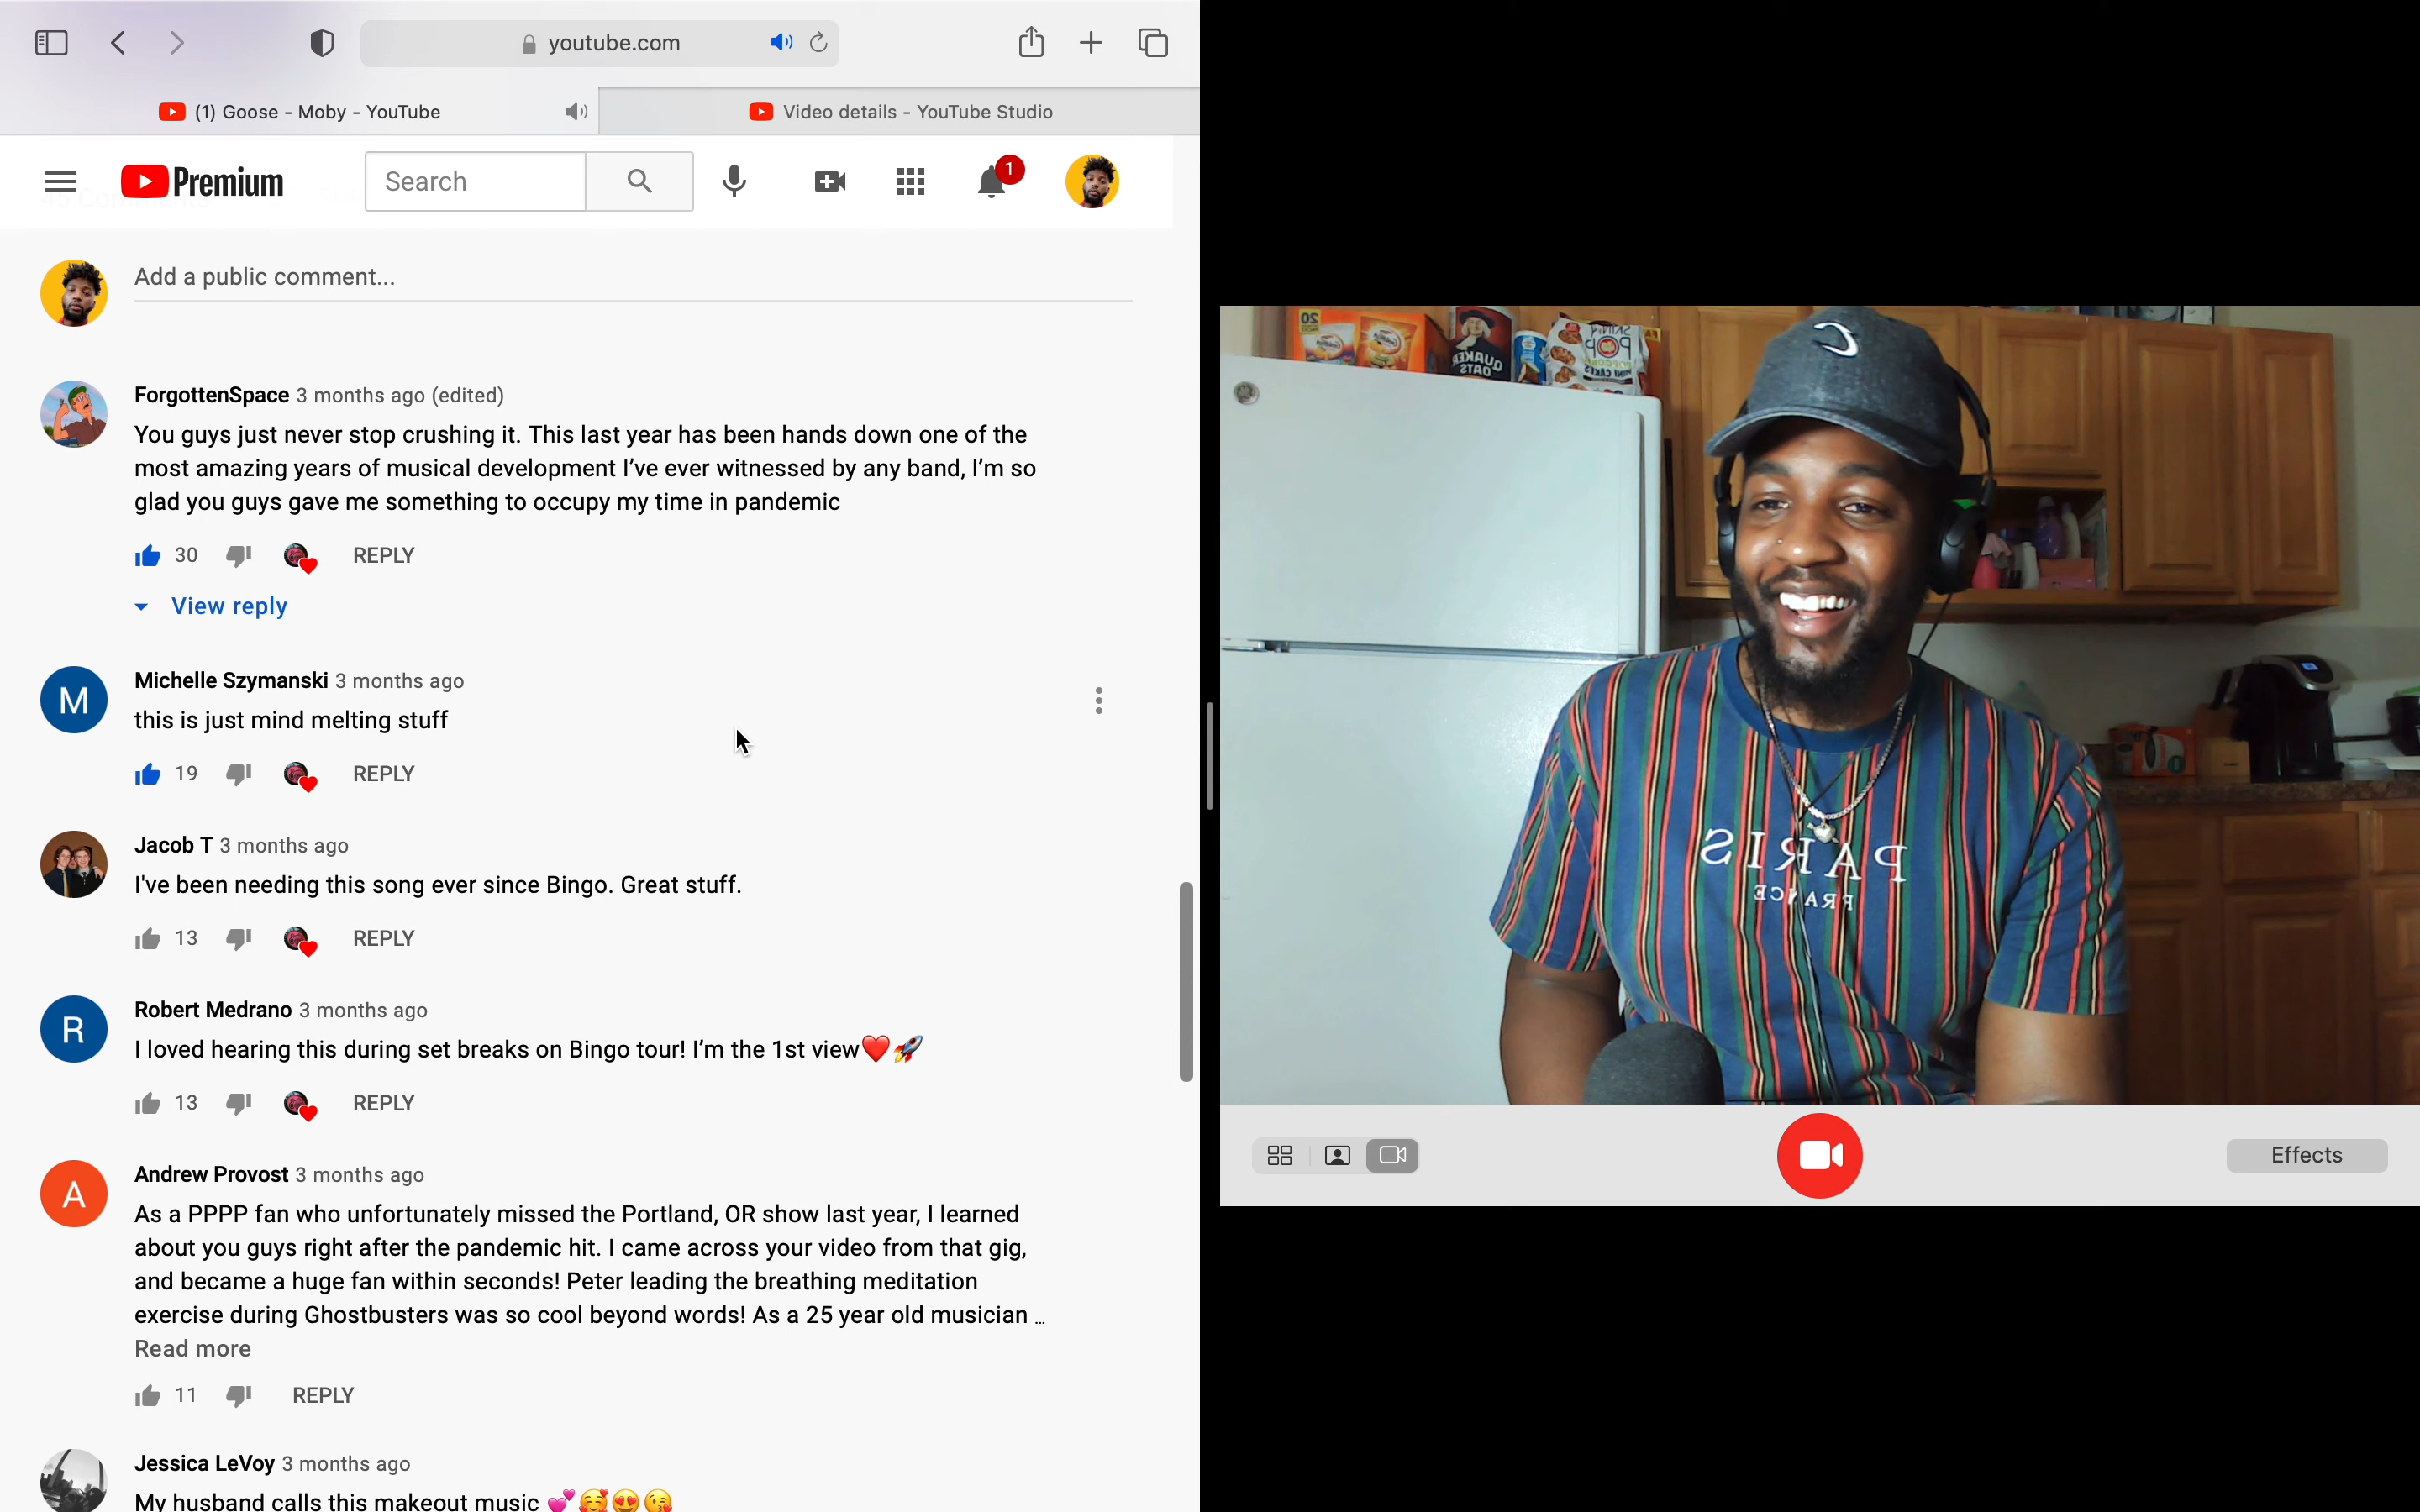 youtube.com
(1) Goose - Moby - YouTube
Video details - YouTube Studio
Premium
Search
1
45 Comments
Add a public comment...
ForgottenSpace 3 months ago (edited)
You guys just never stop crushing it. This last year has been hands down one of the
most amazing years of musical development I’ve ever witnessed by any band, I’m so
glad you guys gave me something to occupy my time in pandemic
30 REPLY
View reply
M
Michelle Szymanski 3 months ago
this is just mind melting stuff
19 REPLY
Jacob T 3 months ago
I've been needing this song ever since Bingo. Great stuff.
13 REPLY
R
Robert Medrano 3 months ago
I loved hearing this during set breaks on Bingo tour! I’m the 1st view❤️🚀
13 REPLY
A
Andrew Provost 3 months ago
As a PPPP fan who unfortunately missed the Portland, OR show last year, I learned
about you guys right after the pandemic hit. I came across your video from that gig,
and became a huge fan within seconds! Peter leading the breathing meditation
exercise during Ghostbusters was so cool beyond words! As a 25 year old musician ...
Read more
11 REPLY
Jessica LeVoy 3 months ago
My husband calls this makeout music 💕🥰😍😘
20
QUAKER
OATS
SKINNY
POP
PARIS
FRANCE
Effects